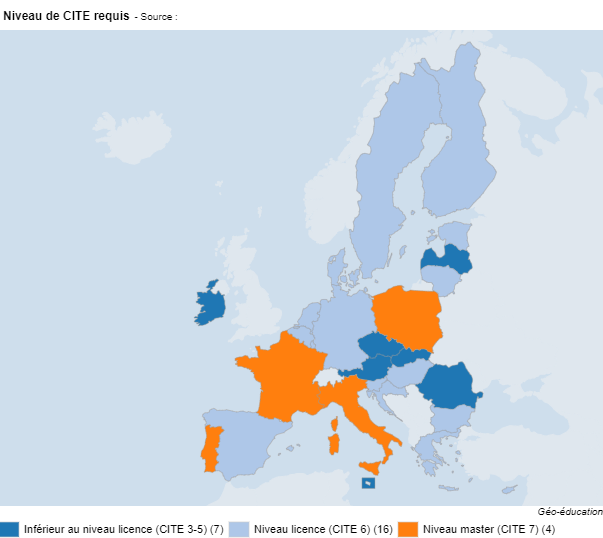 Niveau de CITE requis - Source :
Géo-éducation
Inférieur au niveau licence (CITE 3-5) (7) Niveau licence (CITE 6) (16) Niveau master (CITE 7) (4)